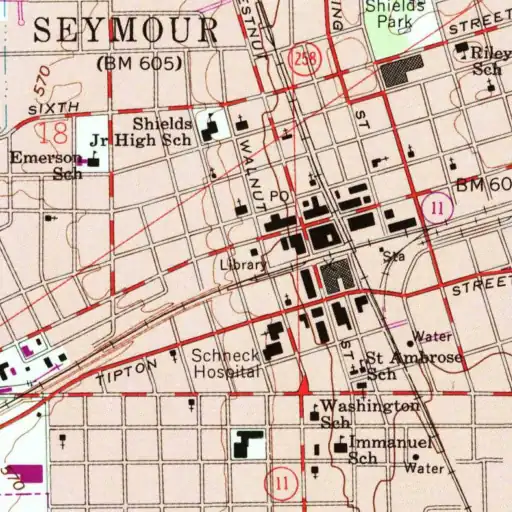 SEYMOUR
(BM 605)
CHESTNUT
258
Shields
Park
STREET
Riley
Sch
570
SIXTH
18
Shields
Jr High Sch
Emerson
Sch
WALNUT
ST
PO
BM 60
11
Library
Sta
STREET
Schneck
Hospital
TIPTON
Water
ST
St Ambrose
Sch
Washington
Sch
Immanuel
Sch
Water
11
570